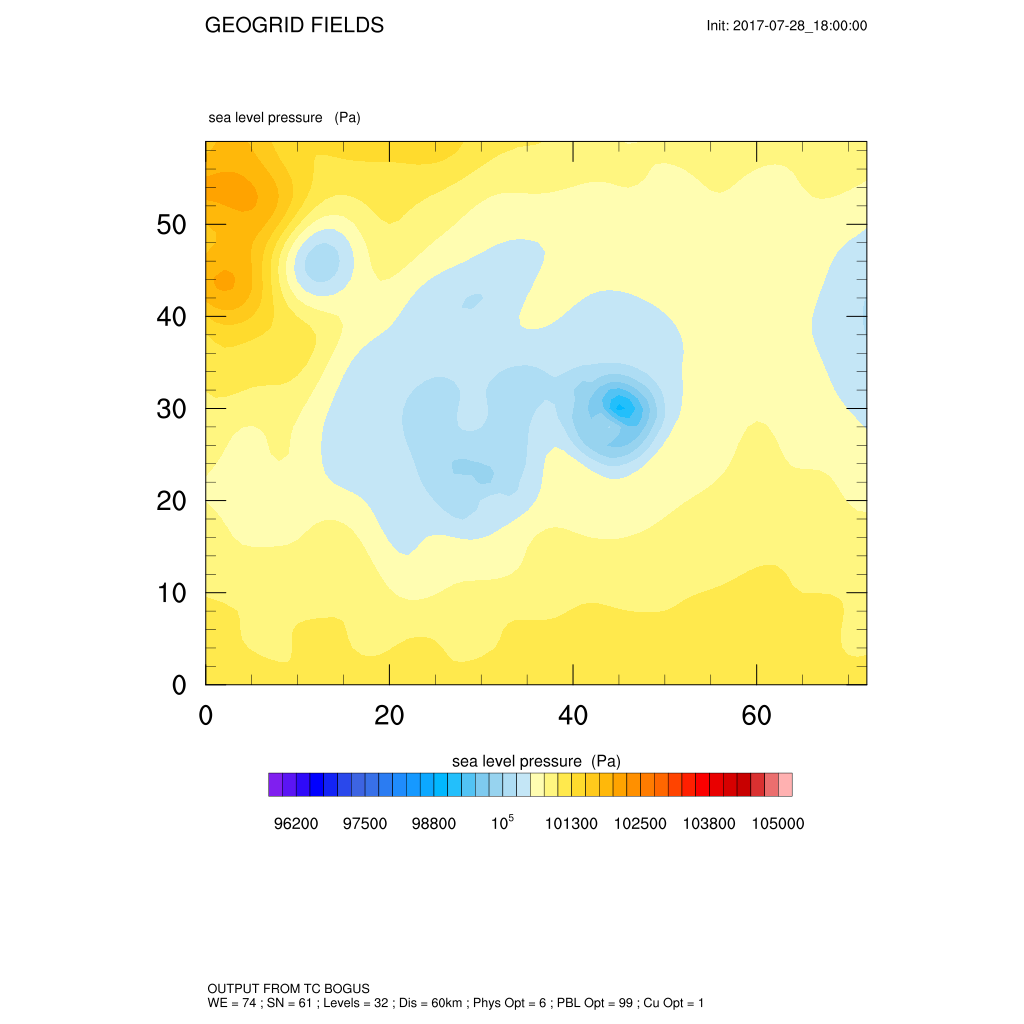 GEOGRID FIELDS
Init: 2017-07-28_18:00:00
sea level pressure (Pa)
50
40
30
20
10
0
0 20 40 60
sea level pressure (Pa)
96200 97500 98800 10⁵ 101300 102500 103800 105000
OUTPUT FROM TC BOGUS
WE = 74 ; SN = 61 ; Levels = 32 ; Dis = 60km ; Phys Opt = 6 ; PBL Opt = 99 ; Cu Opt = 1